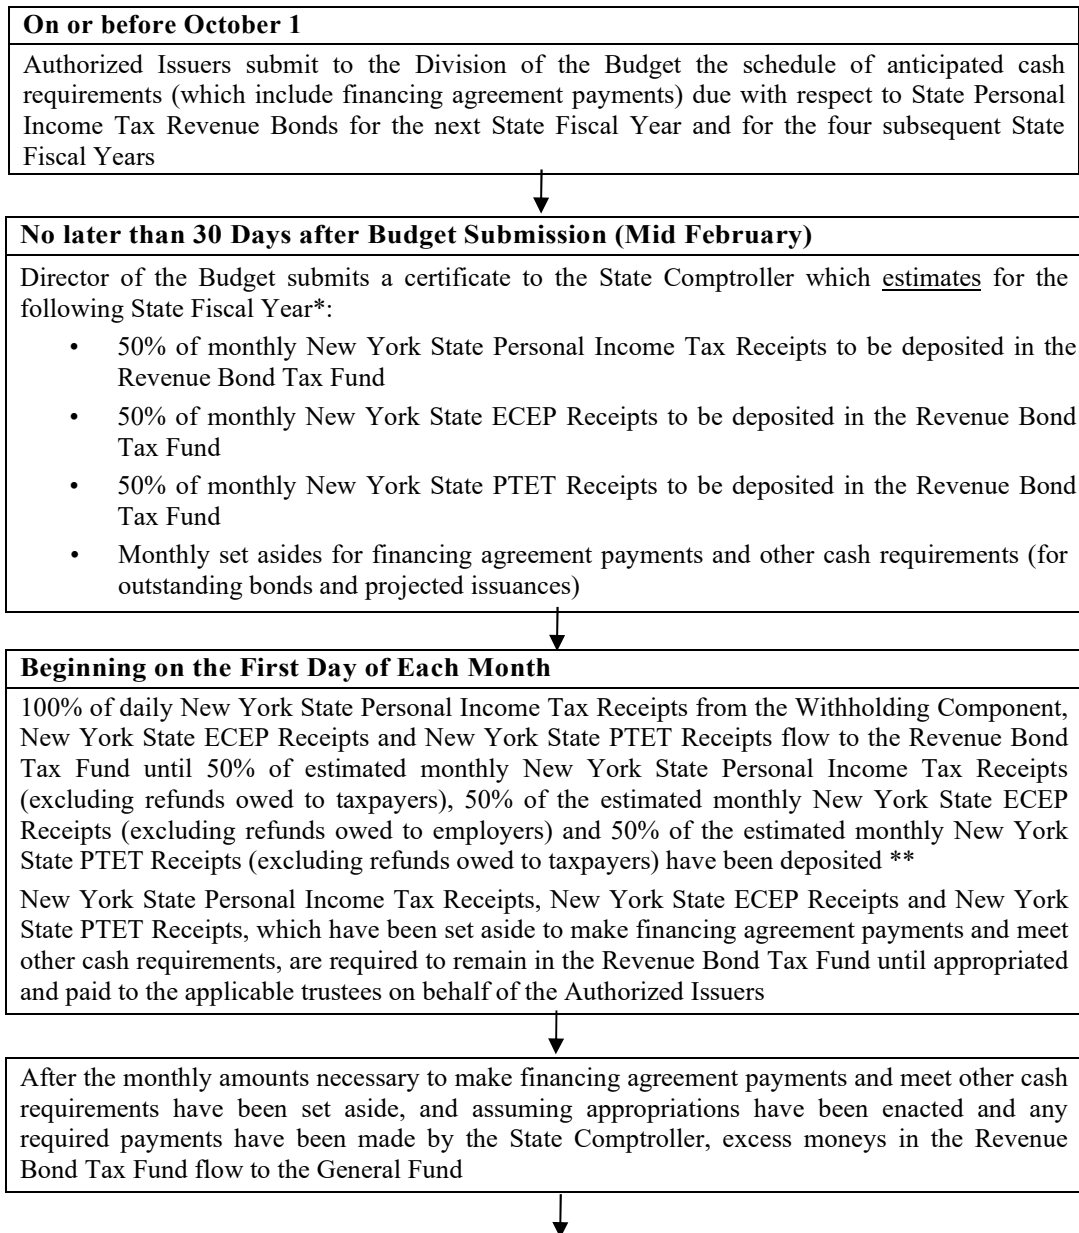 On or before October 1
Authorized Issuers submit to the Division of the Budget the schedule of anticipated cash
requirements (which include financing agreement payments) due with respect to State Personal
Income Tax Revenue Bonds for the next State Fiscal Year and for the four subsequent State
Fiscal Years
No later than 30 Days after Budget Submission (Mid February)
Director of the Budget submits a certificate to the State Comptroller which estimates for the
following State Fiscal Year*:
• 50% of monthly New York State Personal Income Tax Receipts to be deposited in the
Revenue Bond Tax Fund
• 50% of monthly New York State ECEP Receipts to be deposited in the Revenue Bond
Tax Fund
• 50% of monthly New York State PTET Receipts to be deposited in the Revenue Bond
Tax Fund
• Monthly set asides for financing agreement payments and other cash requirements (for
outstanding bonds and projected issuances)
Beginning on the First Day of Each Month
100% of daily New York State Personal Income Tax Receipts from the Withholding Component,
New York State ECEP Receipts and New York State PTET Receipts flow to the Revenue Bond
Tax Fund until 50% of estimated monthly New York State Personal Income Tax Receipts
(excluding refunds owed to taxpayers), 50% of the estimated monthly New York State ECEP
Receipts (excluding refunds owed to employers) and 50% of the estimated monthly New York
State PTET Receipts (excluding refunds owed to taxpayers) have been deposited **
New York State Personal Income Tax Receipts, New York State ECEP Receipts and New York
State PTET Receipts, which have been set aside to make financing agreement payments and meet
other cash requirements, are required to remain in the Revenue Bond Tax Fund until appropriated
and paid to the applicable trustees on behalf of the Authorized Issuers
After the monthly amounts necessary to make financing agreement payments and meet other cash
requirements have been set aside, and assuming appropriations have been enacted and any
required payments have been made by the State Comptroller, excess moneys in the Revenue
Bond Tax Fund flow to the General Fund